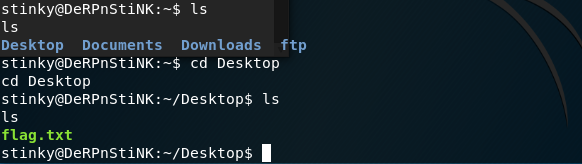 stinky@DeRPnStiNK:~$ ls
ls
Desktop  Documents  Downloads  ftp
stinky@DeRPnStiNK:~$ cd Desktop
cd Desktop
stinky@DeRPnStiNK:~/Desktop$ ls
ls
flag.txt
stinky@DeRPnStiNK:~/Desktop$